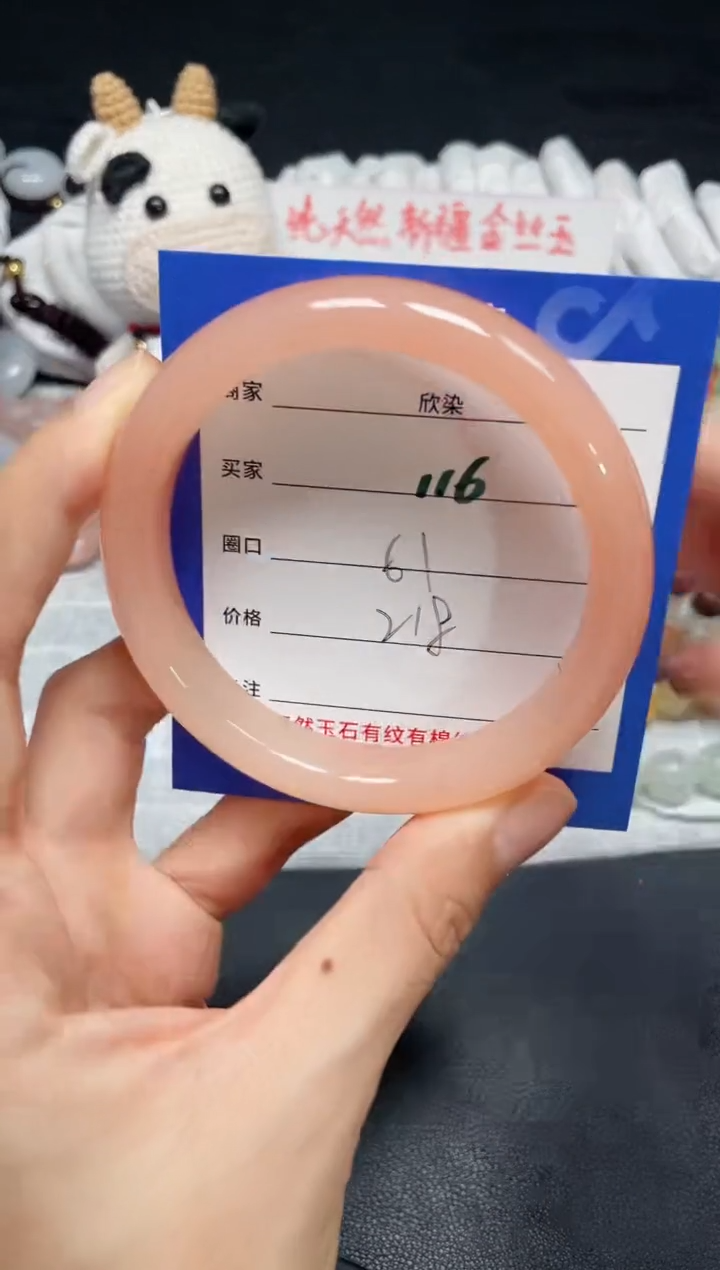 纯天然 新疆金丝玉
商家 欣染
买家 116
圈口 61
价格 218
注
然玉石有纹有棉